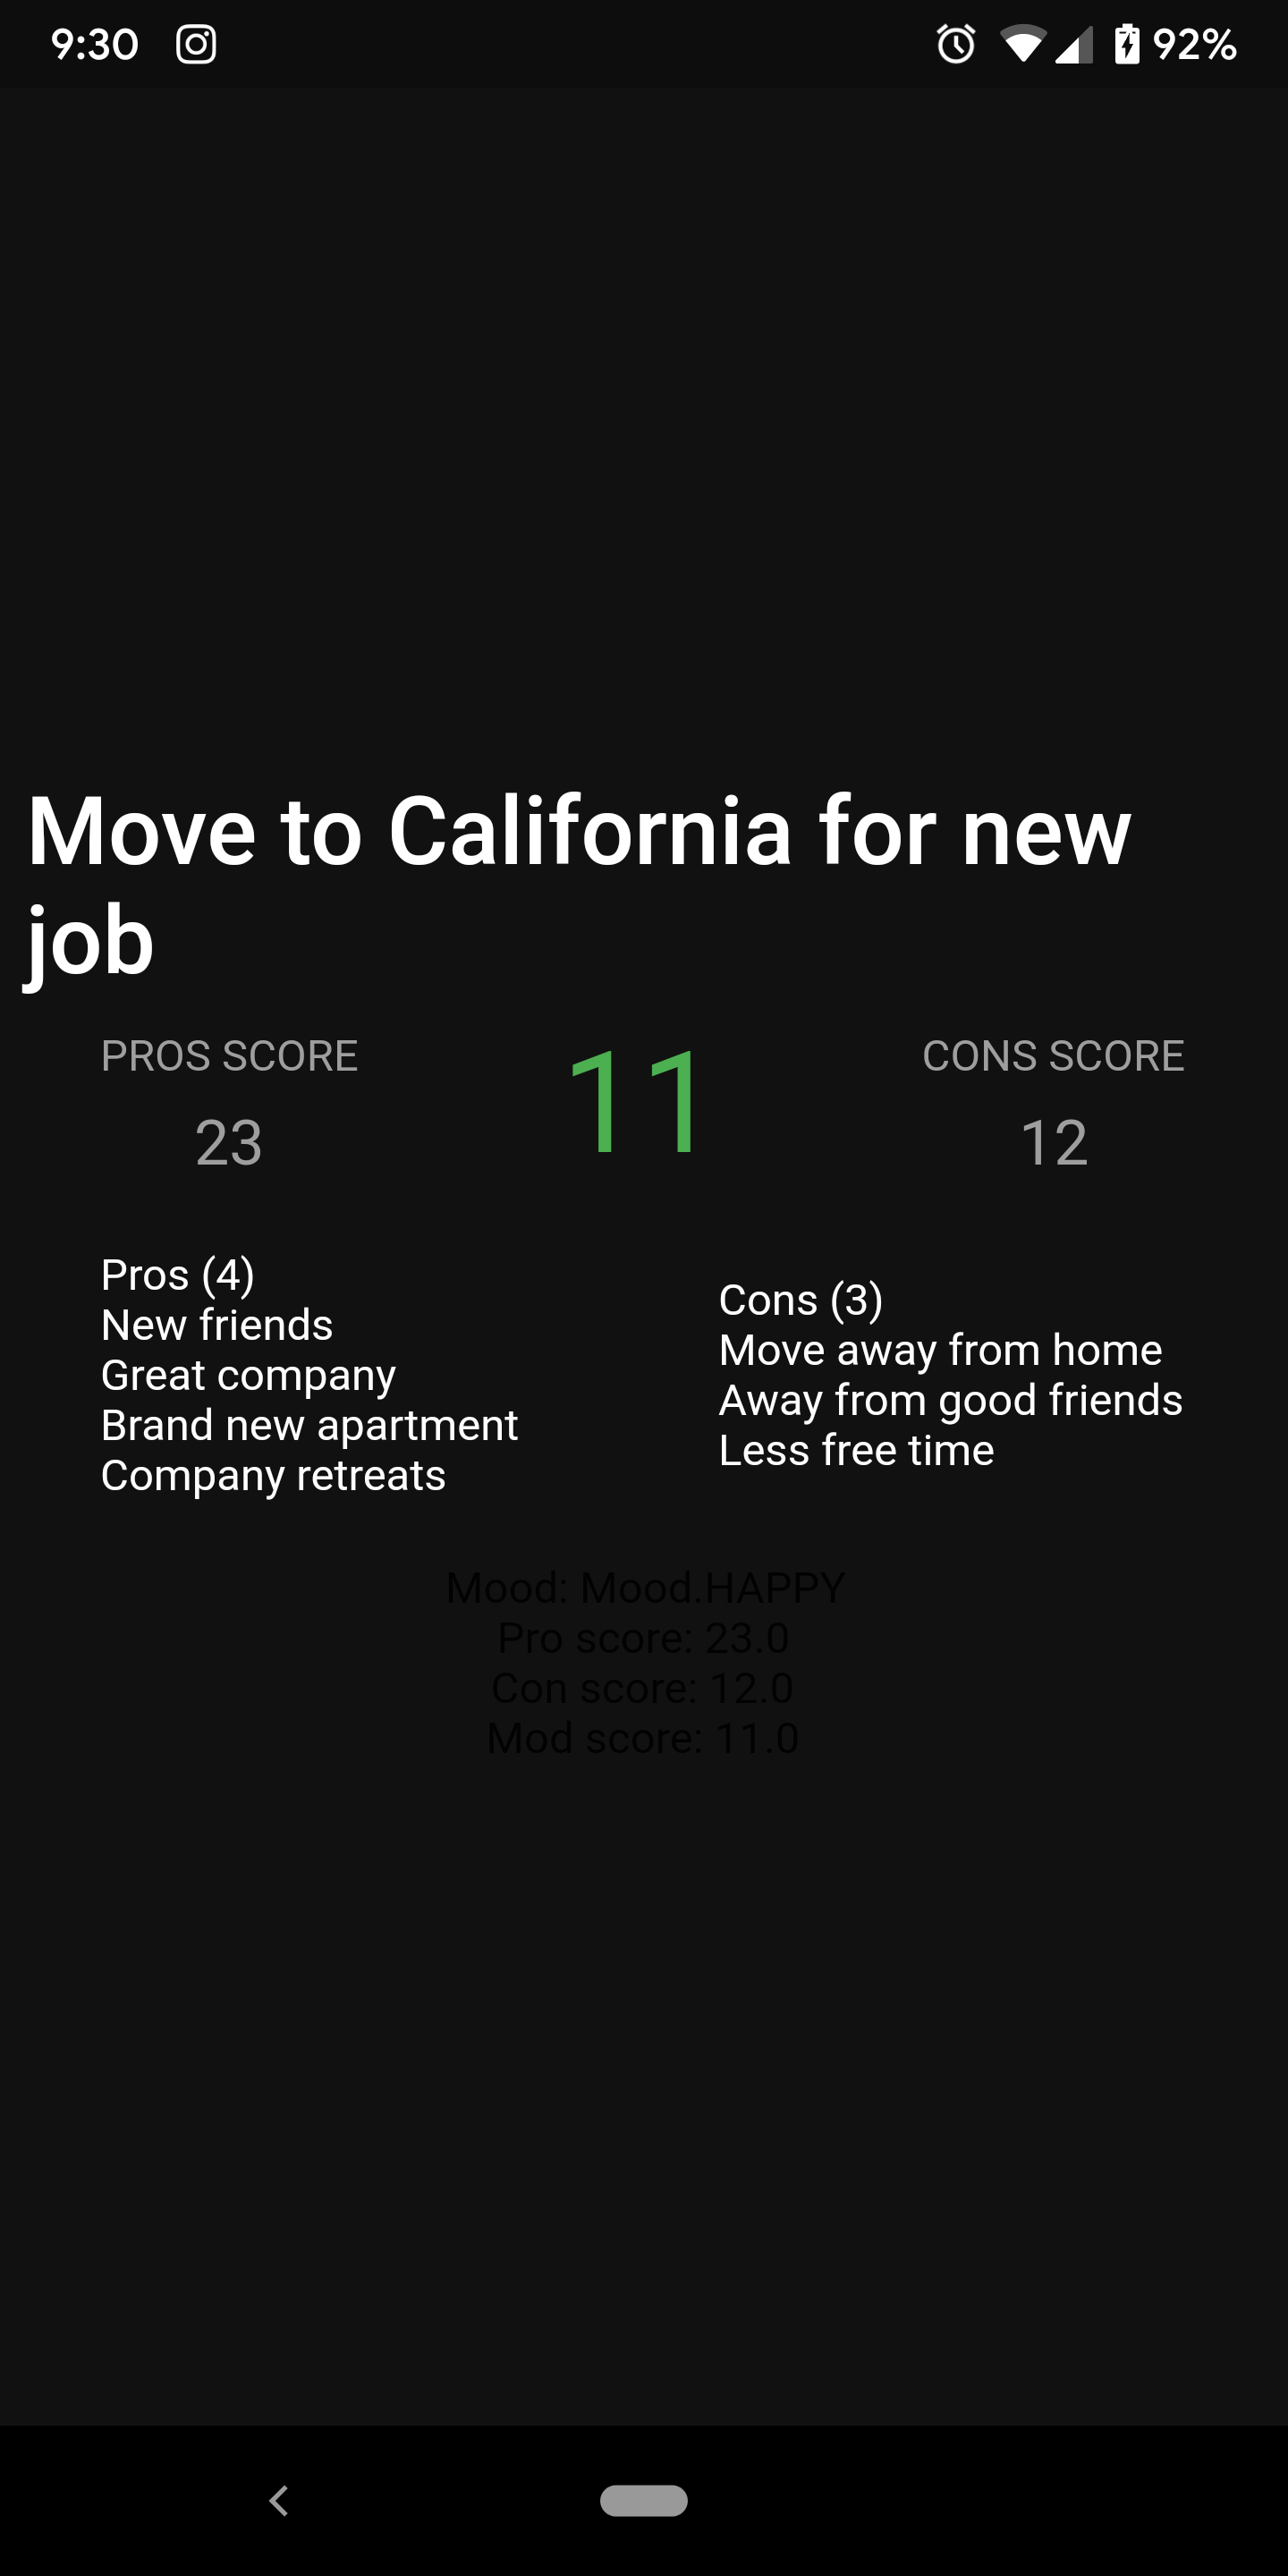 9:30
92%
Move to California for new
job
PROS SCORE
23
11
CONS SCORE
12
Pros (4)
New friends
Great company
Brand new apartment
Company retreats
Cons (3)
Move away from home
Away from good friends
Less free time
Mood: Mood.HAPPY
Pro score: 23.0
Con score: 12.0
Mod score: 11.0